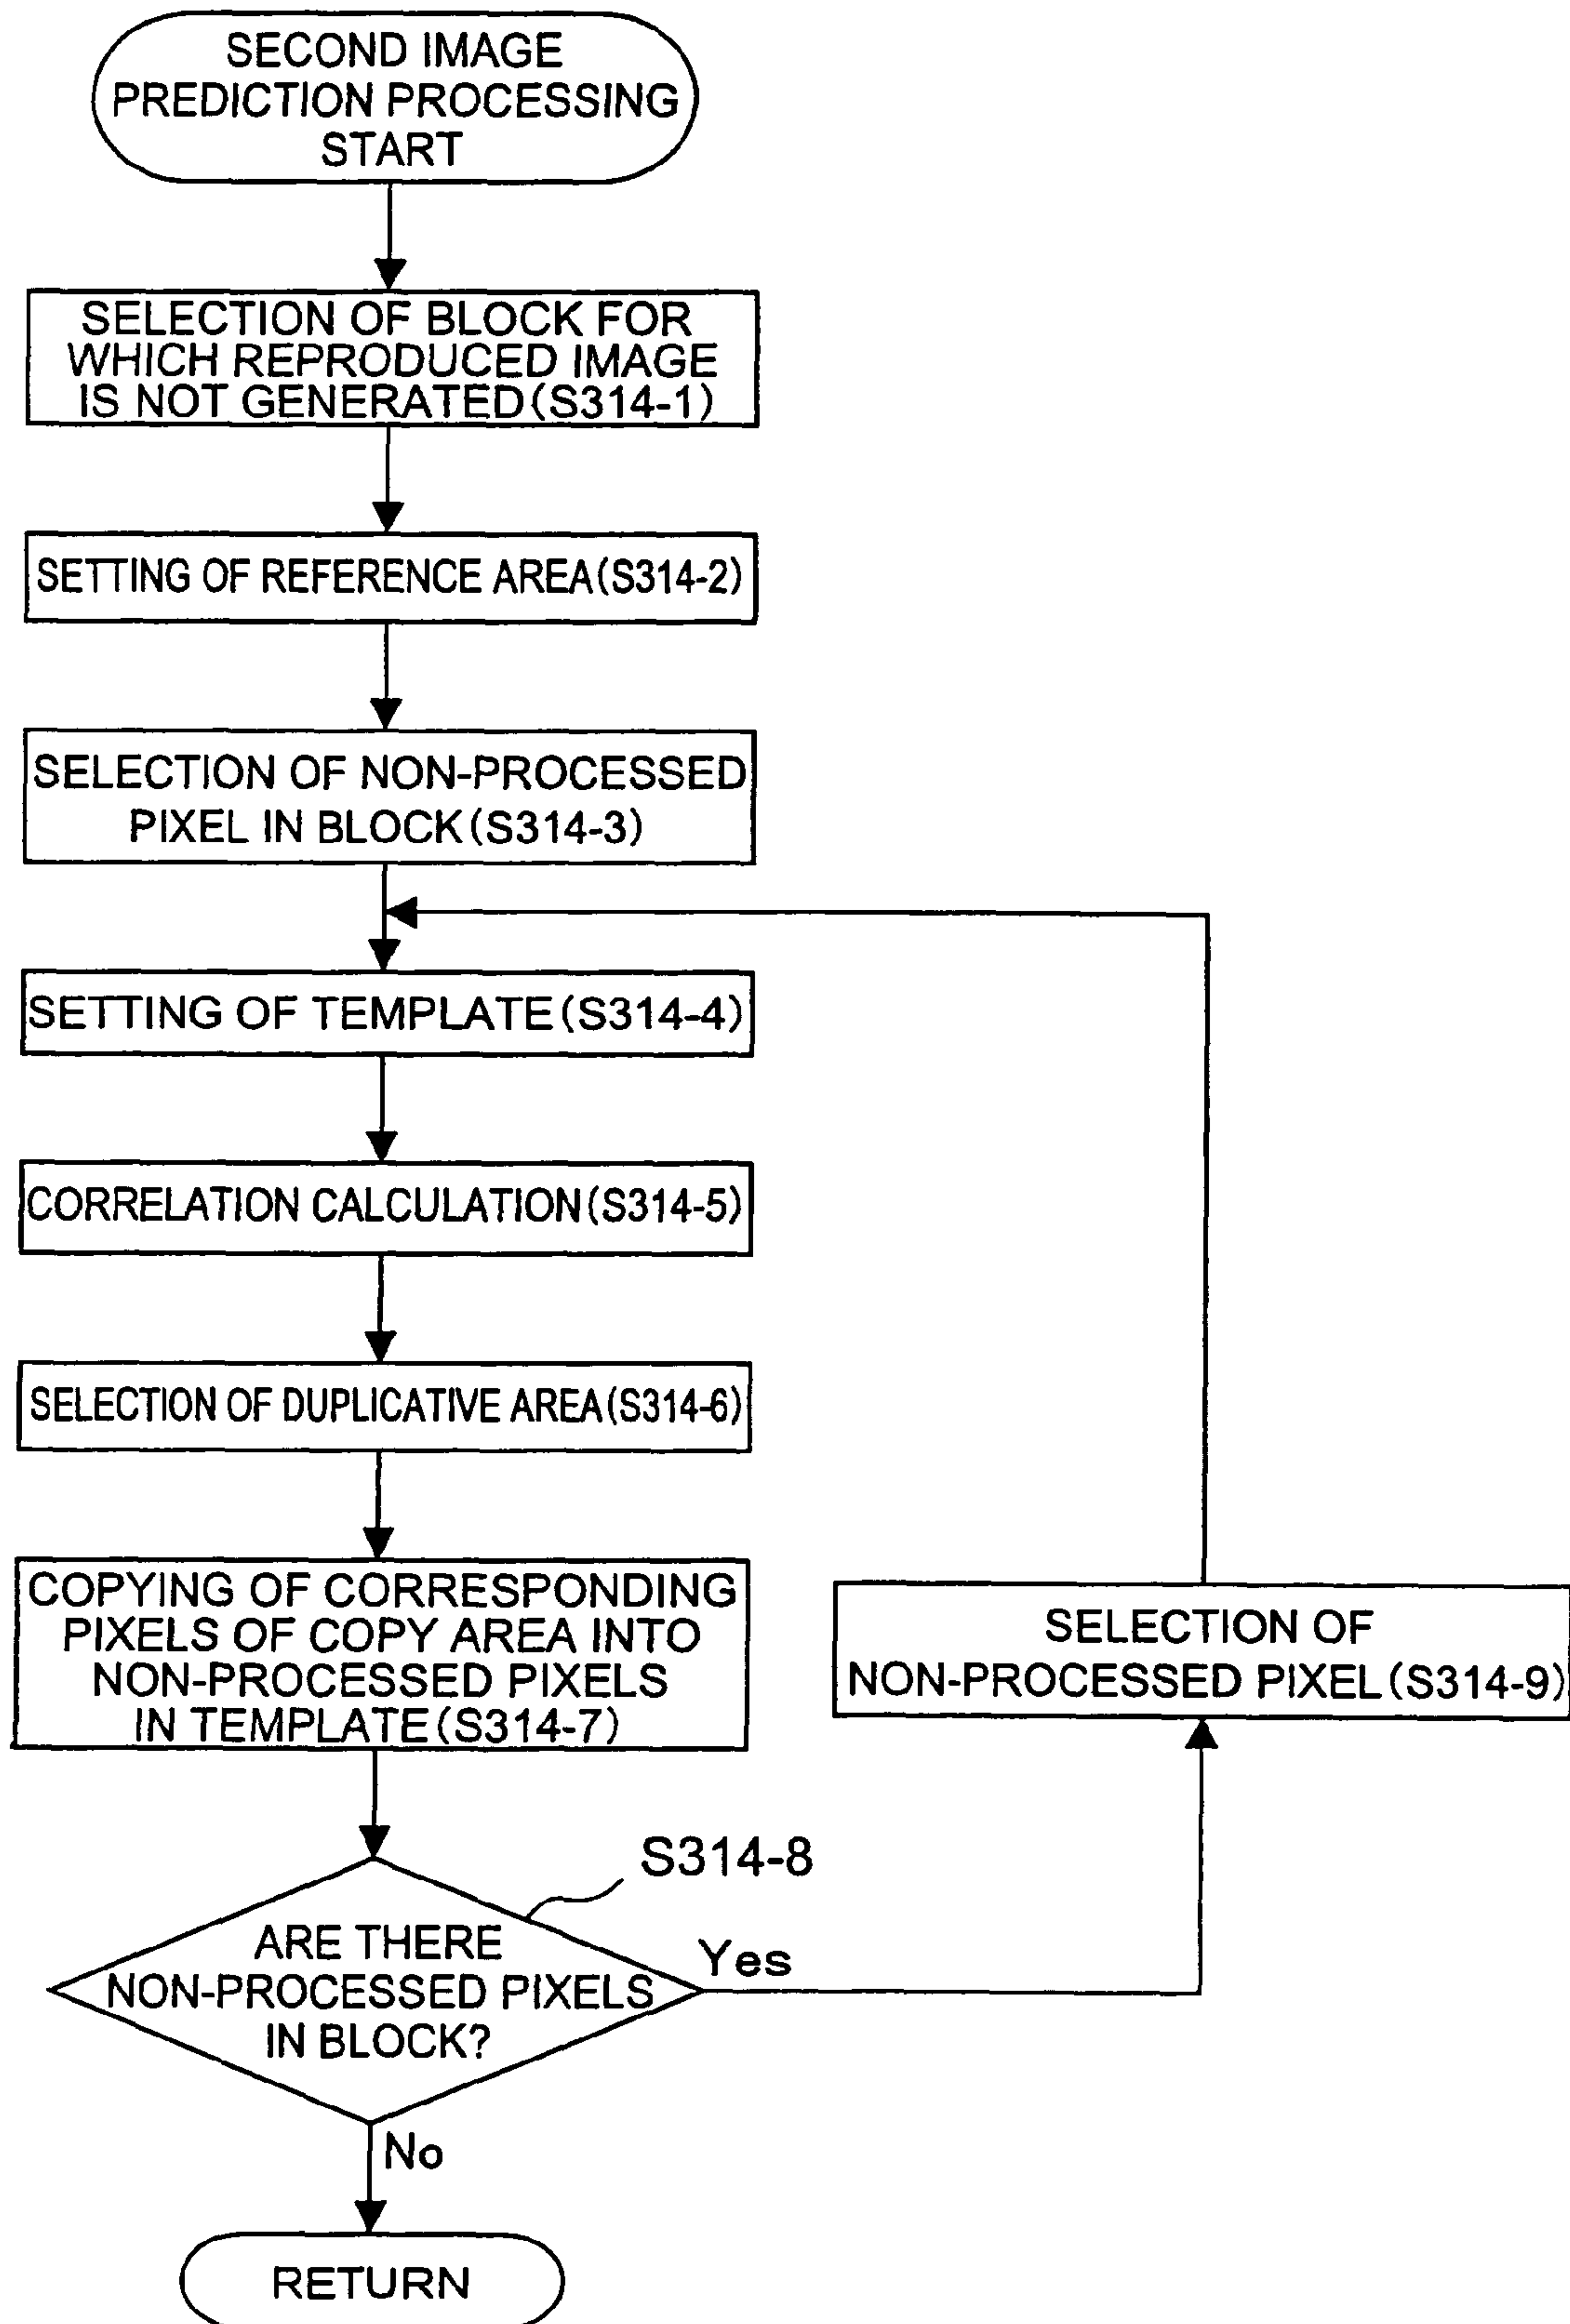 SECOND IMAGE
PREDICTION PROCESSING
START
SELECTION OF BLOCK FOR
WHICH REPRODUCED IMAGE
IS NOT GENERATED(S314-1)
SETTING OF REFERENCE AREA(S314-2)
SELECTION OF NON-PROCESSED
PIXEL IN BLOCK(S314-3)
SETTING OF TEMPLATE(S314-4)
CORRELATION CALCULATION(S314-5)
SELECTION OF DUPLICATIVE AREA(S314-6)
COPYING OF CORRESPONDING
PIXELS OF COPY AREA INTO
NON-PROCESSED PIXELS
IN TEMPLATE(S314-7)
SELECTION OF
NON-PROCESSED PIXEL(S314-9)
S314-8
ARE THERE
NON-PROCESSED PIXELS
IN BLOCK?
Yes
No
RETURN